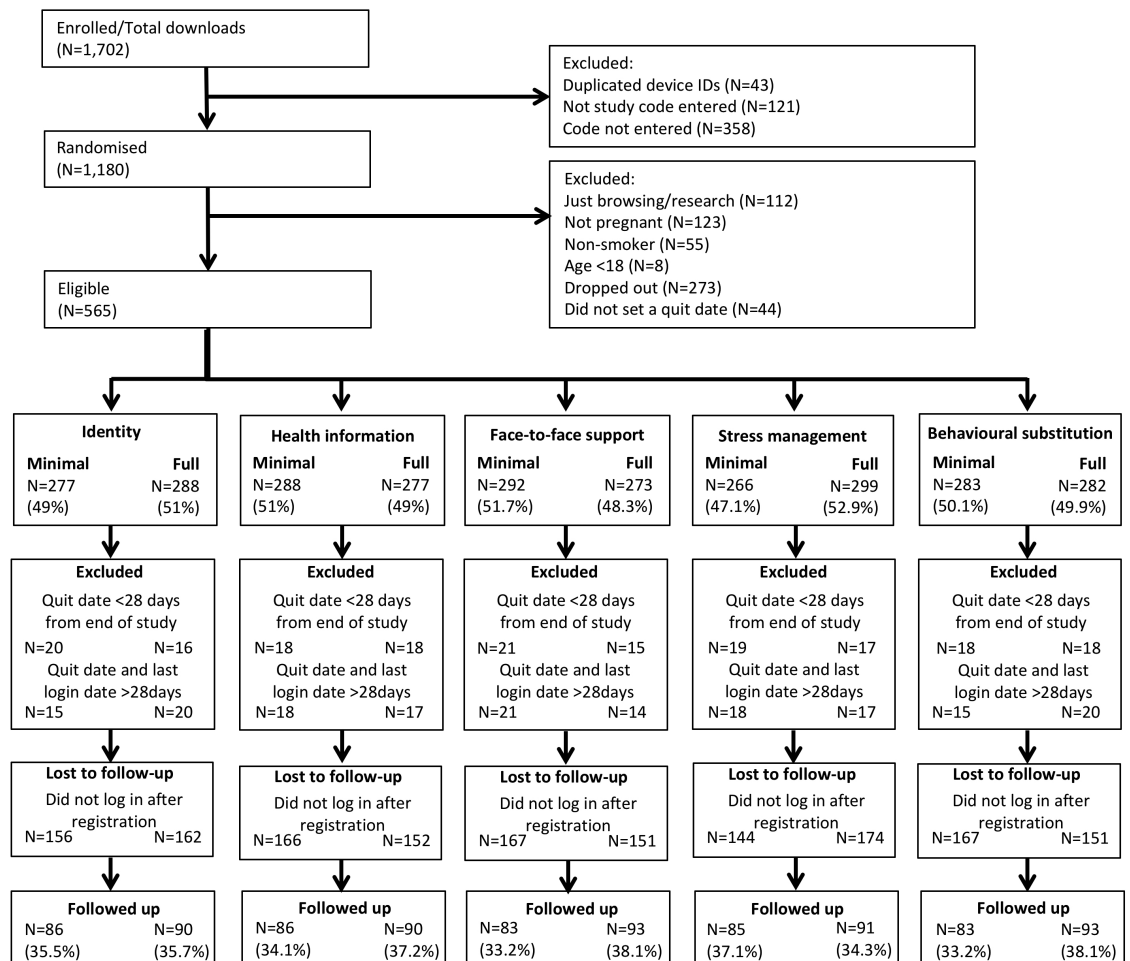 Enrolled/Total downloads
(N=1,702)
Excluded:
Duplicated device IDs (N=43)
Not study code entered (N=121)
Code not entered (N=358)
Randomised
(N=1,180)
Excluded:
Just browsing/research (N=112)
Not pregnant (N=123)
Non-smoker (N=55)
Age <18 (N=8)
Dropped out (N=273)
Did not set a quit date (N=44)
Eligible
(N=565)
Identity
Minimal Full
N=277 N=288
(49%) (51%)
Health information
Minimal Full
N=288 N=277
(51%) (49%)
Face-to-face support
Minimal Full
N=292 N=273
(51.7%) (48.3%)
Stress management
Minimal Full
N=266 N=299
(47.1%) (52.9%)
Behavioural substitution
Minimal Full
N=283 N=282
(50.1%) (49.9%)
Excluded
Quit date <28 days
from end of study
N=20 N=16
Quit date and last
login date >28days
N=15 N=20
Excluded
Quit date <28 days
from end of study
N=18 N=18
Quit date and last
login date >28days
N=18 N=17
Excluded
Quit date <28 days
from end of study
N=21 N=15
Quit date and last
login date >28days
N=21 N=14
Excluded
Quit date <28 days
from end of study
N=19 N=17
Quit date and last
login date >28days
N=18 N=17
Excluded
Quit date <28 days
from end of study
N=18 N=18
Quit date and last
login date >28days
N=15 N=20
Lost to follow-up
Did not log in after
registration
N=156 N=162
Lost to follow-up
Did not log in after
registration
N=166 N=152
Lost to follow-up
Did not log in after
registration
N=167 N=151
Lost to follow-up
Did not log in after
registration
N=144 N=174
Lost to follow-up
Did not log in after
registration
N=167 N=151
Followed up
N=86 N=90
(35.5%) (35.7%)
Followed up
N=86 N=90
(34.1%) (37.2%)
Followed up
N=83 N=93
(33.2%) (38.1%)
Followed up
N=85 N=91
(37.1%) (34.3%)
Followed up
N=83 N=93
(33.2%) (38.1%)